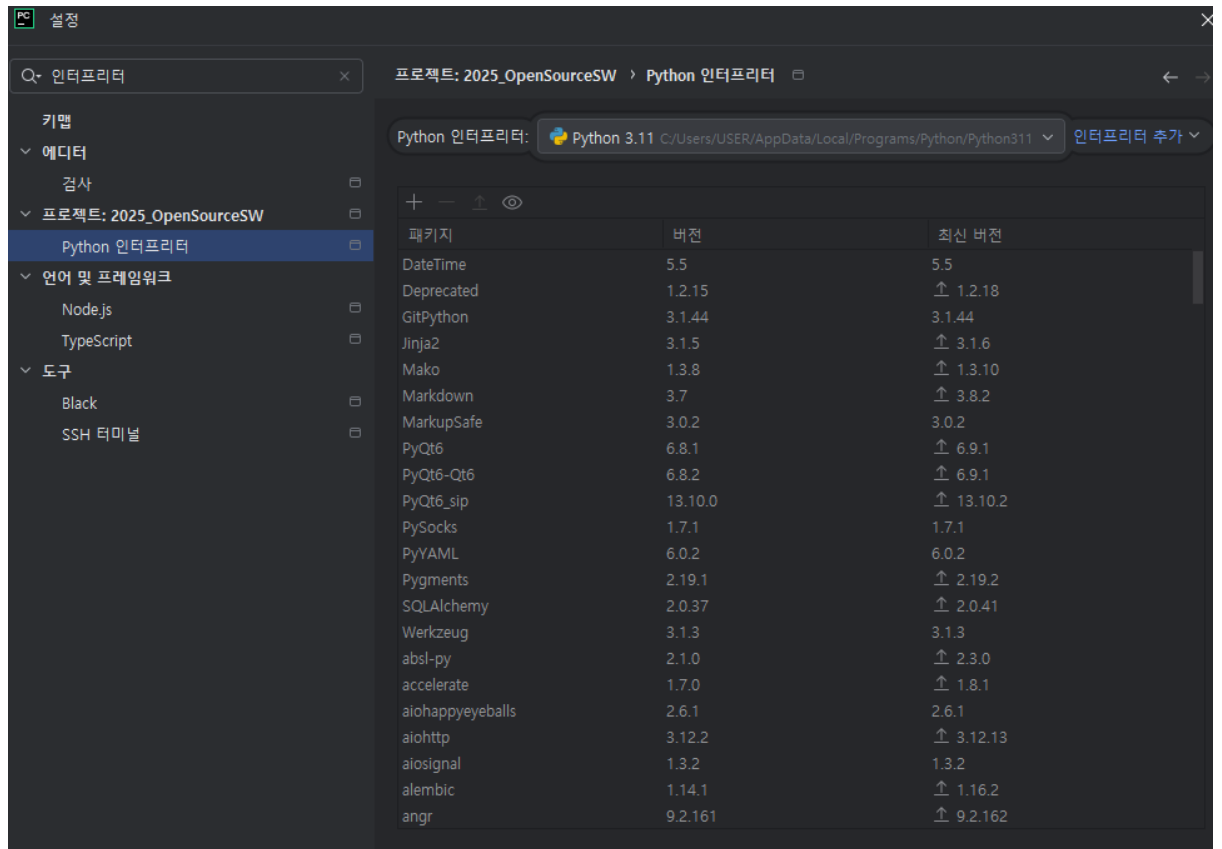 PC 설정
인터프리터
키맵
에디터
검사
프로젝트: 2025_OpenSourceSW
Python 인터프리터
언어 및 프레임워크
Node.js
TypeScript
도구
Black
SSH 터미널
프로젝트: 2025_OpenSourceSW › Python 인터프리터
Python 인터프리터: Python 3.11 C:/Users/USER/AppData/Local/Programs/Python/Python311 인터프리터 추가
패키지 버전 최신 버전
DateTime 5.5 5.5
Deprecated 1.2.15 1.2.18
GitPython 3.1.44 3.1.44
Jinja2 3.1.5 3.1.6
Mako 1.3.8 1.3.10
Markdown 3.7 3.8.2
MarkupSafe 3.0.2 3.0.2
PyQt6 6.8.1 6.9.1
PyQt6-Qt6 6.8.2 6.9.1
PyQt6_sip 13.10.0 13.10.2
PySocks 1.7.1 1.7.1
PyYAML 6.0.2 6.0.2
Pygments 2.19.1 2.19.2
SQLAlchemy 2.0.37 2.0.41
Werkzeug 3.1.3 3.1.3
absl-py 2.1.0 2.3.0
accelerate 1.7.0 1.8.1
aiohappyeyeballs 2.6.1 2.6.1
aiohttp 3.12.2 3.12.13
aiosignal 1.3.2 1.3.2
alembic 1.14.1 1.16.2
angr 9.2.161 9.2.162